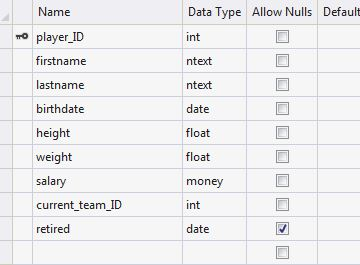 Name Data Type Allow Nulls Default
player_ID int
firstname ntext
lastname ntext
birthdate date
height float
weight float
salary money
current_team_ID int
retired date